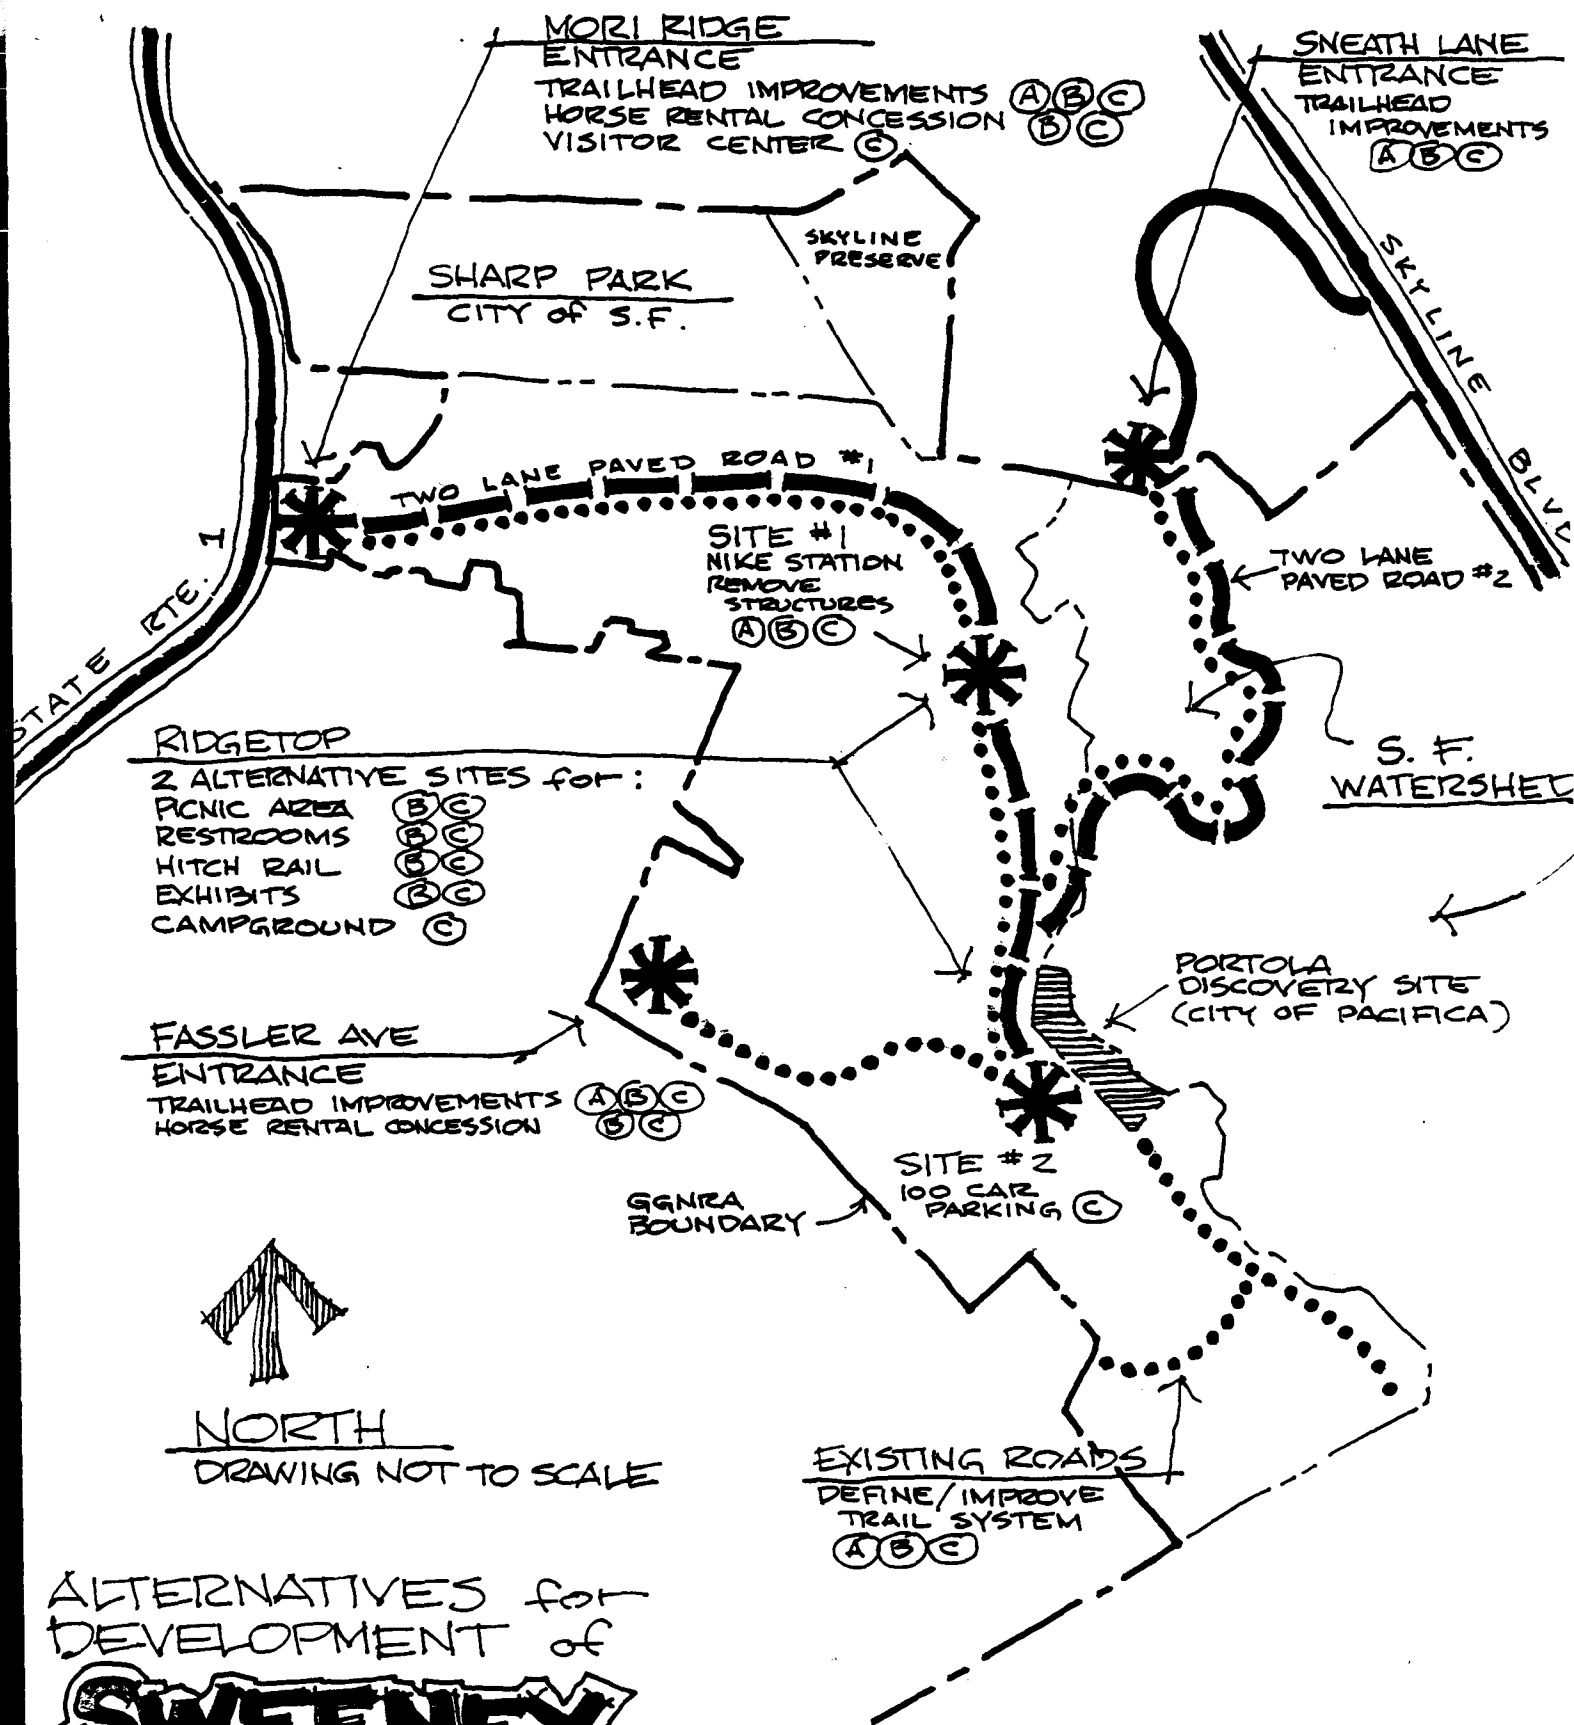 MORI RIDGE
ENTRANCE
TRAILHEAD IMPROVEMENTS A B C
HORSE RENTAL CONCESSION B C
VISITOR CENTER C
SNEATH LANE
ENTRANCE
TRAILHEAD
IMPROVEMENTS
A B C
SKYLINE
PRESERVE
SKYLINE BLVD
SHARP PARK
CITY of S.F.
TWO LANE PAVED ROAD #1
STATE RTE. 1
SITE #1
NIKE STATION
REMOVE
STRUCTURES
A B C
TWO LANE
PAVED ROAD #2
RIDGETOP
2 ALTERNATIVE SITES for:
PICNIC AREA B C
RESTROOMS B C
HITCH RAIL B C
EXHIBITS B C
CAMPGROUND C
S. F.
WATERSHED
PORTOLA
DISCOVERY SITE
(CITY OF PACIFICA)
FASSLER AVE
ENTRANCE
TRAILHEAD IMPROVEMENTS A B C
HORSE RENTAL CONCESSION B C
SITE #2
100 CAR
PARKING C
GGNRA
BOUNDARY
NORTH
DRAWING NOT TO SCALE
EXISTING ROADS
DEFINE/IMPROVE
TRAIL SYSTEM
A B C
ALTERNATIVES for
DEVELOPMENT of
SWEENEY